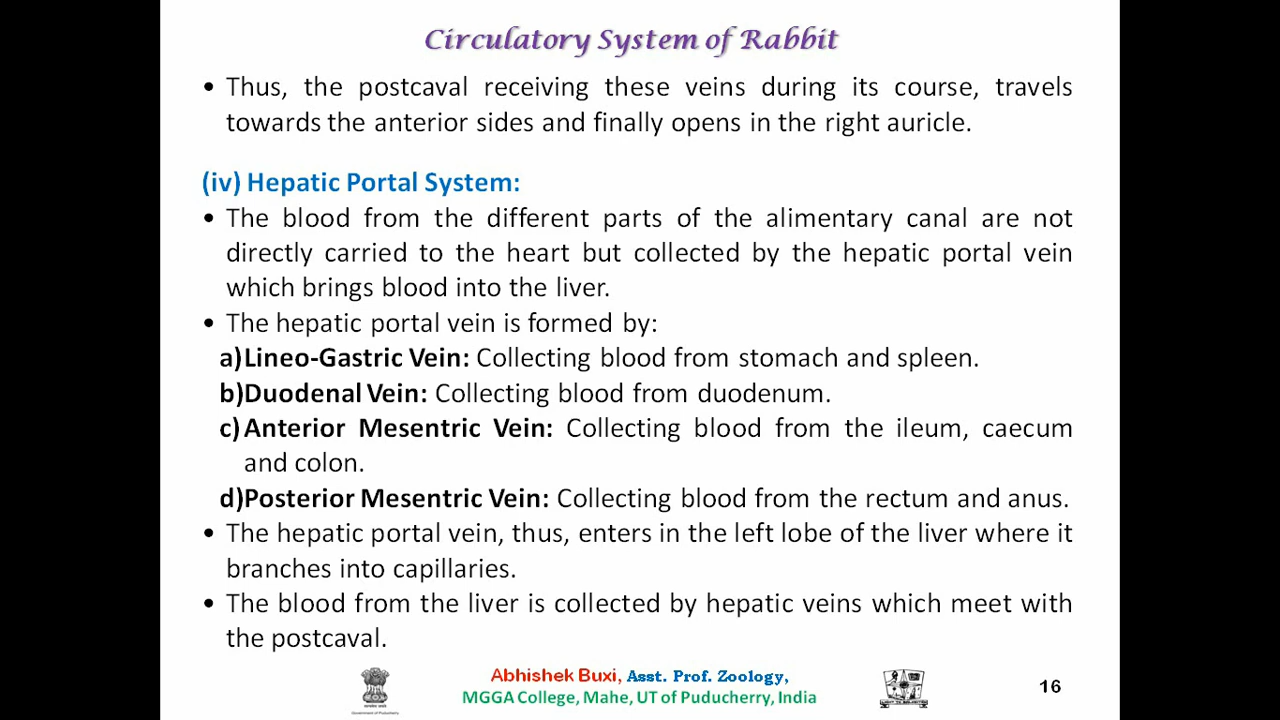 Circulatory System of Rabbit
• Thus, the postcaval receiving these veins during its course, travels
towards the anterior sides and finally opens in the right auricle.
(iv) Hepatic Portal System:
• The blood from the different parts of the alimentary canal are not
directly carried to the heart but collected by the hepatic portal vein
which brings blood into the liver.
• The hepatic portal vein is formed by:
a)Lineo-Gastric Vein: Collecting blood from stomach and spleen.
b)Duodenal Vein: Collecting blood from duodenum.
c) Anterior Mesentric Vein: Collecting blood from the ileum, caecum
and colon.
d)Posterior Mesentric Vein: Collecting blood from the rectum and anus.
• The hepatic portal vein, thus, enters in the left lobe of the liver where it
branches into capillaries.
• The blood from the liver is collected by hepatic veins which meet with
the postcaval.
Abhishek Buxi, Asst. Prof. Zoology,
MGGA College, Mahe, UT of Puducherry, India
Government of Puducherry
16